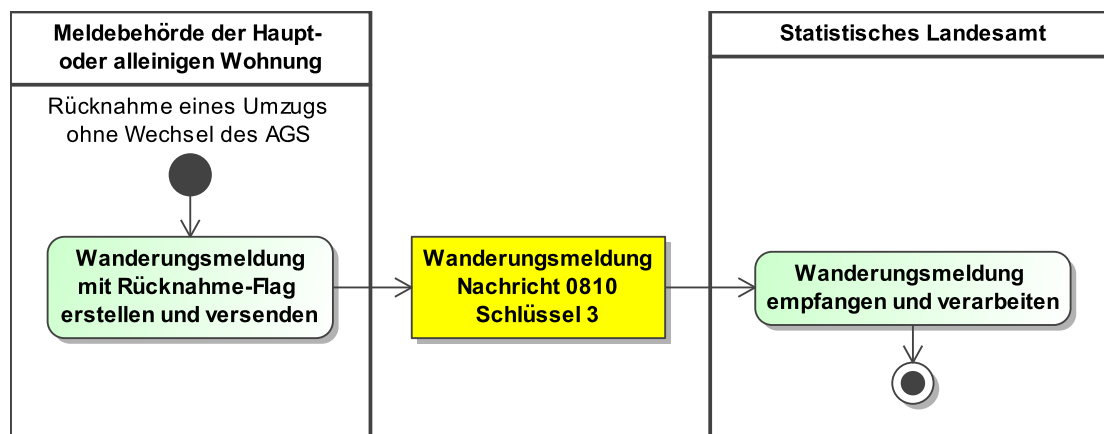 Meldebehörde der Haupt-
oder alleinigen Wohnung
Rücknahme eines Umzugs
ohne Wechsel des AGS
Wanderungsmeldung
mit Rücknahme-Flag
erstellen und versenden
Wanderungsmeldung
Nachricht 0810
Schlüssel 3
Statistisches Landesamt
Wanderungsmeldung
empfangen und verarbeiten